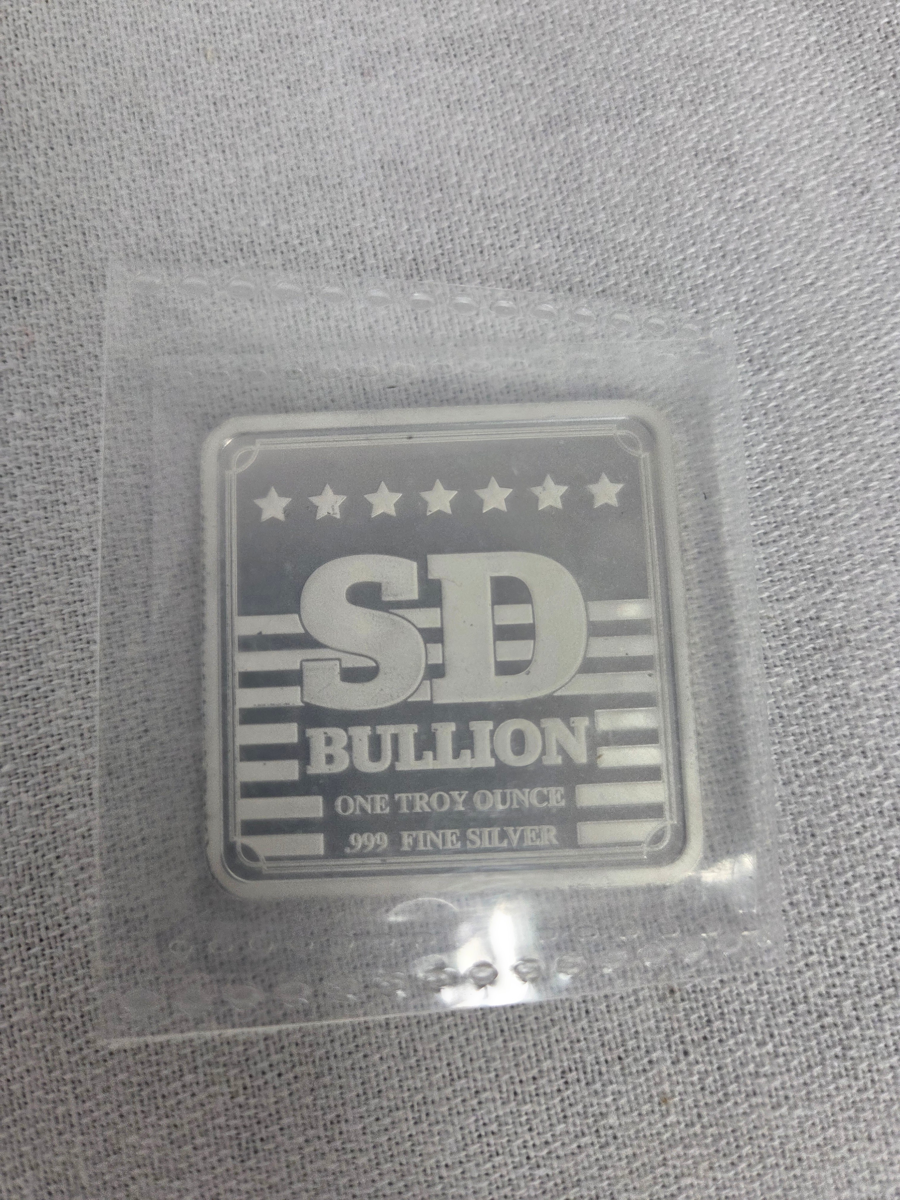 SD
BULLION
ONE TROY OUNCE
.999 FINE SILVER